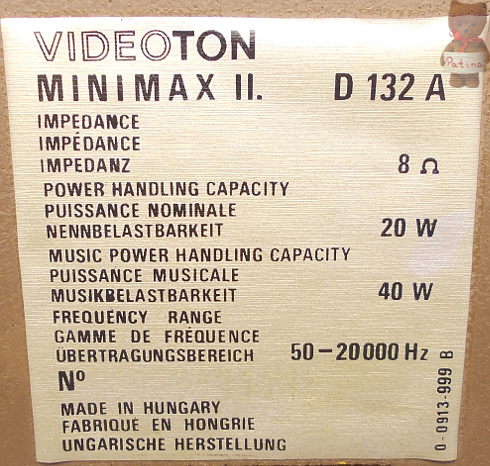 VIDEOTON
MINIMAX II. D 132 A
IMPEDANCE
IMPÉDANCE
IMPEDANZ 8 Ω
POWER HANDLING CAPACITY
PUISSANCE NOMINALE
NENNBELASTBARKEIT 20 W
MUSIC POWER HANDLING CAPACITY
PUISSANCE MUSICALE
MUSIKBELASTBARKEIT 40 W
FREQUENCY RANGE
GAMME DE FRÉQUENCE
ÜBERTRAGUNGSBEREICH 50–20000 Hz
Nº
MADE IN HUNGARY
FABRIQUÉ EN HONGRIE
UNGARISCHE HERSTELLUNG
0-0913-999 B
Patina